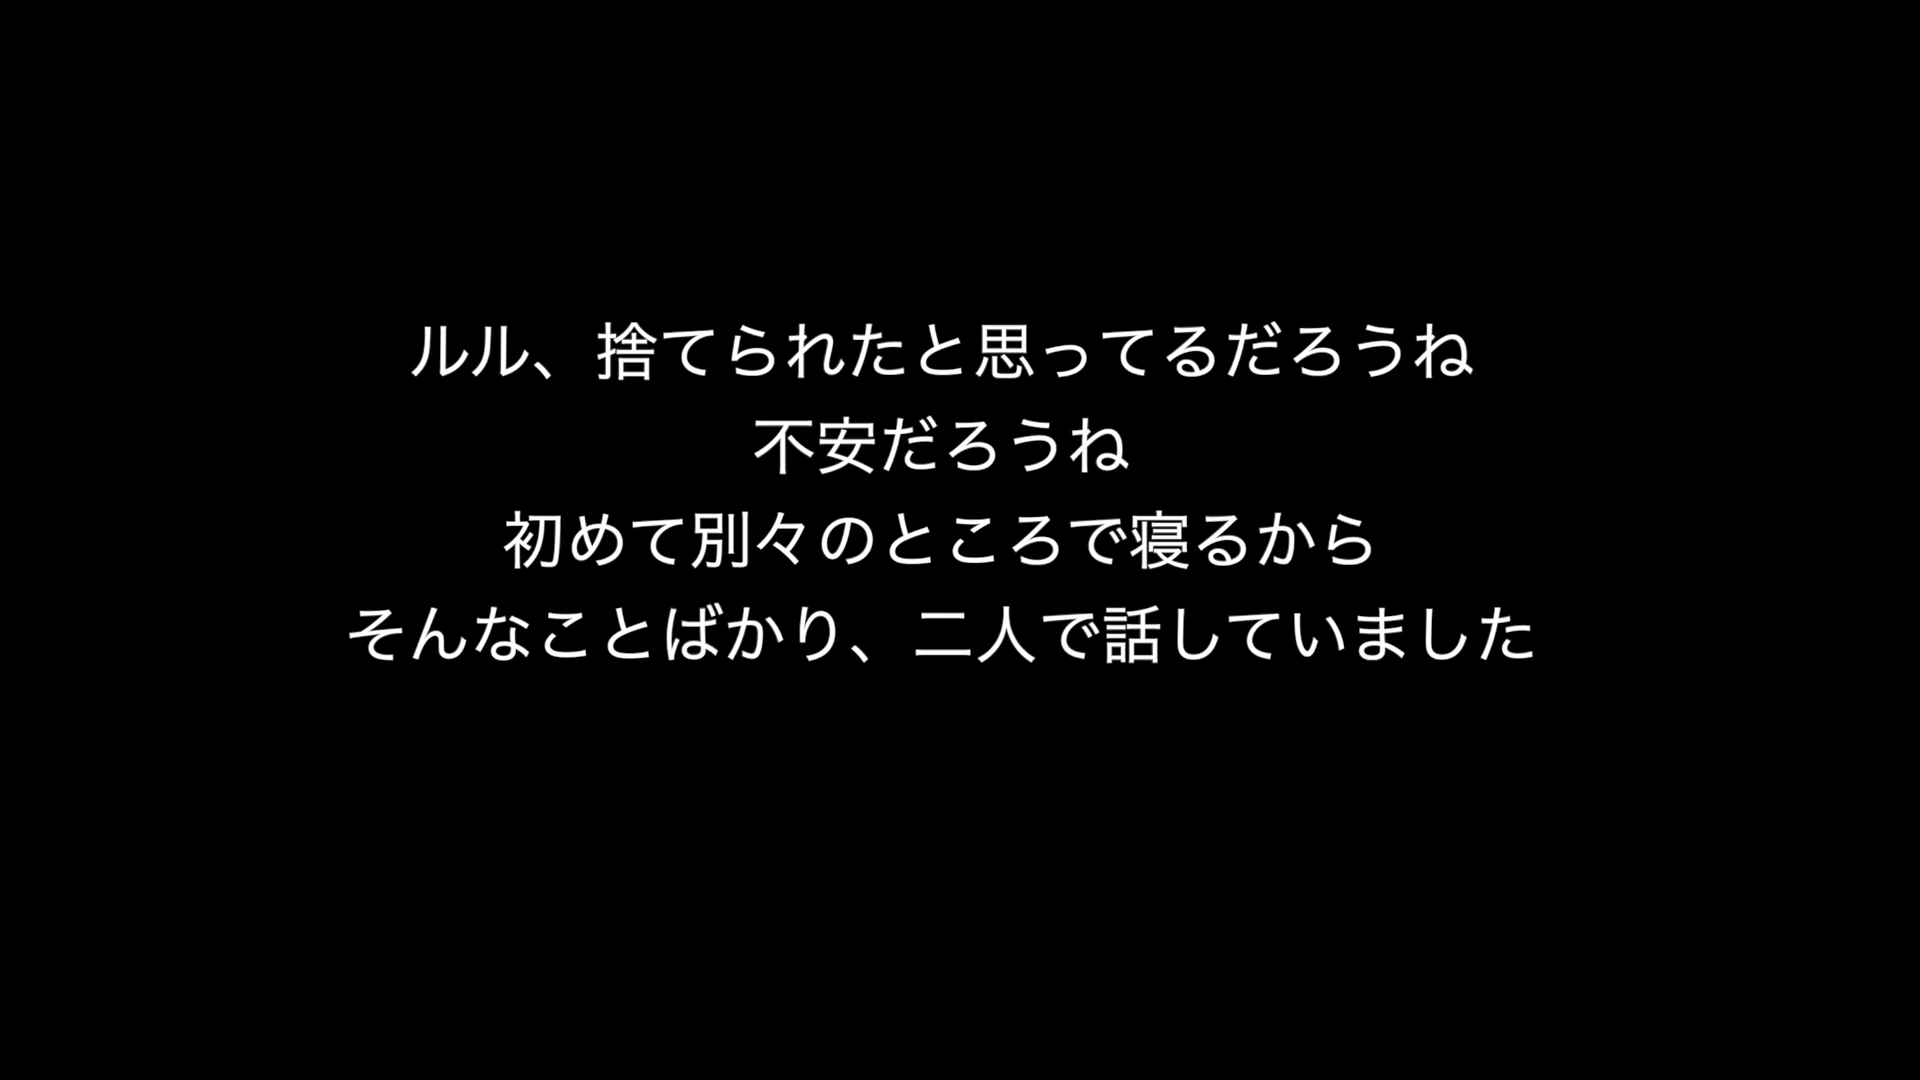 ルル、捨てられたと思ってるだろうね
不安だろうね
初めて別々のところで寝るから
そんなことばかり、二人で話していました